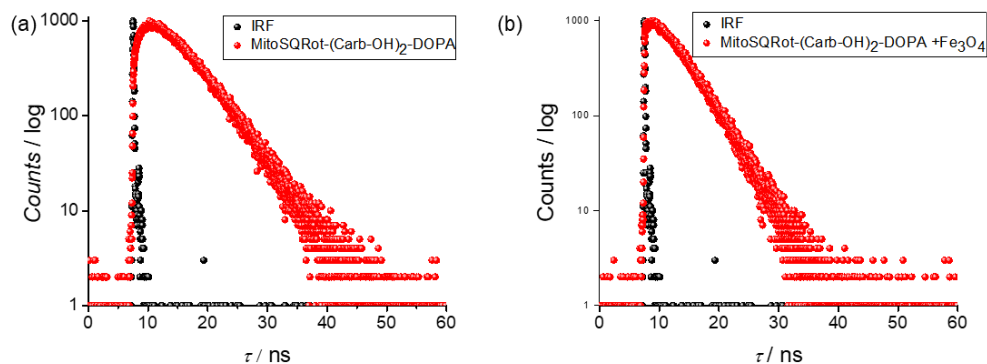 (a)
1000
100
10
1
Counts / log
IRF
MitoSQRot-(Carb-OH)₂-DOPA
0 10 20 30 40 50 60
τ / ns
(b)
1000
100
10
1
Counts / log
IRF
MitoSQRot-(Carb-OH)₂-DOPA +Fe₃O₄
0 10 20 30 40 50 60
τ / ns